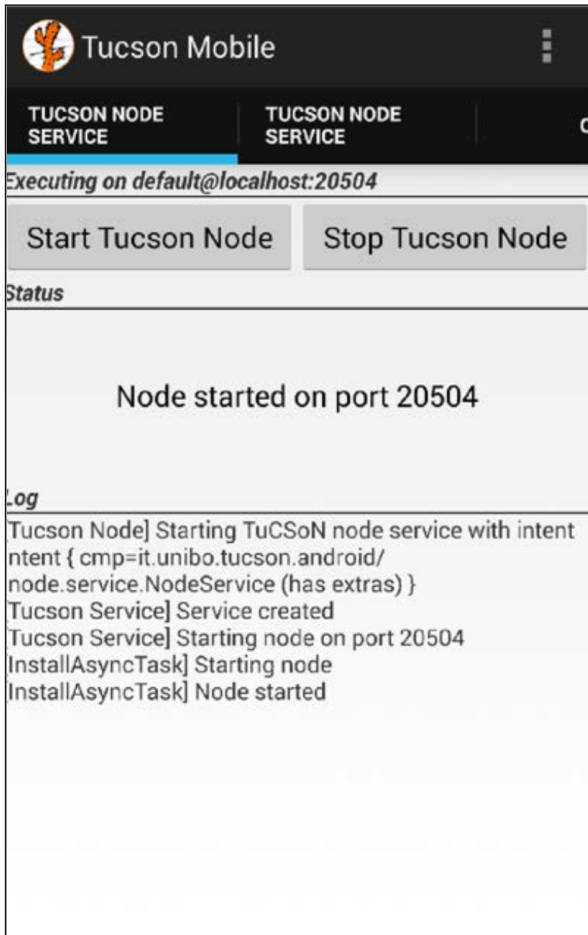 Tucson Mobile
TUCSON NODE
SERVICE
TUCSON NODE
SERVICE
Executing on default@localhost:20504
Start Tucson Node
Stop Tucson Node
Status
Node started on port 20504
Log
Tucson Node] Starting TuCSoN node service with intent
ntent { cmp=it.unibo.tucson.android/
node.service.NodeService (has extras) }
Tucson Service] Service created
Tucson Service] Starting node on port 20504
InstallAsyncTask] Starting node
InstallAsyncTask] Node started